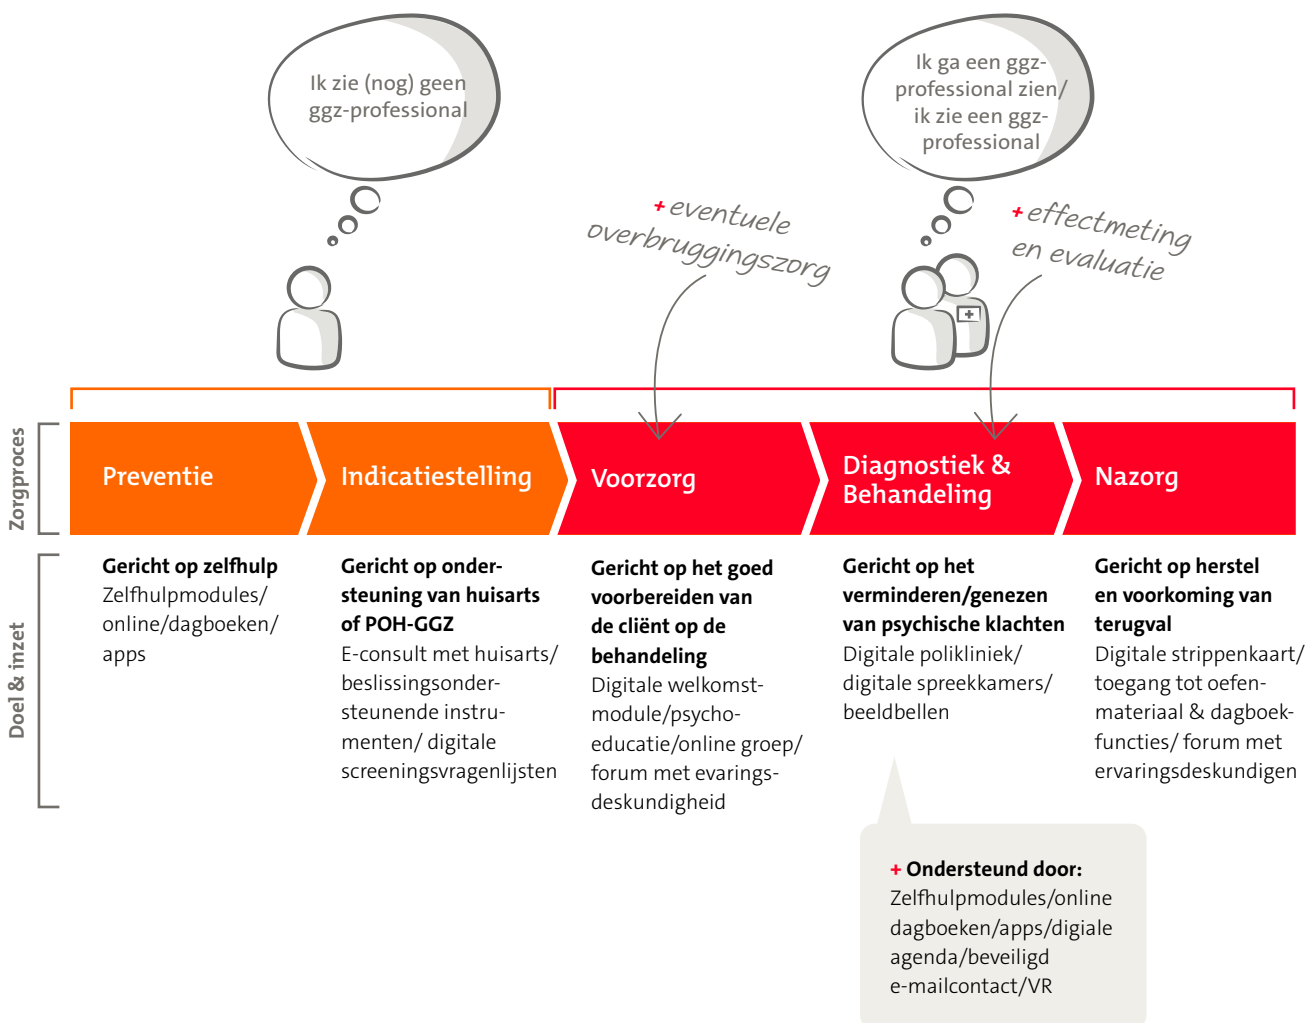 Ik zie (nog) geen
ggz-professional
Ik ga een ggz-
professional zien/
ik zie een ggz-
professional
+ eventuele
overbruggingszorg
+ effectmeting
en evaluatie
Zorgproces
Preventie
Indicatiestelling
Voorzorg
Diagnostiek &
Behandeling
Nazorg
Doel & inzet
Gericht op zelfhulp
Zelfhulpmodules/
online/dagboeken/
apps
Gericht op onder-
steuning van huisarts
of POH-GGZ
E-consult met huisarts/
beslissingsonder-
steunende instru-
menten/ digitale
screeningsvragenlijsten
Gericht op het goed
voorbereiden van
de cliënt op de
behandeling
Digitale welkomst-
module/psycho-
educatie/online groep/
forum met evarings-
deskundigheid
Gericht op het
verminderen/genezen
van psychische klachten
Digitale polikliniek/
digitale spreekkamers/
beeldbellen
Gericht op herstel
en voorkoming van
terugval
Digitale strippenkaart/
toegang tot oefen-
materiaal & dagboek-
functies/ forum met
ervaringsdeskundigen
+ Ondersteund door:
Zelfhulpmodules/online
dagboeken/apps/digiale
agenda/beveiligd
e-mailcontact/VR